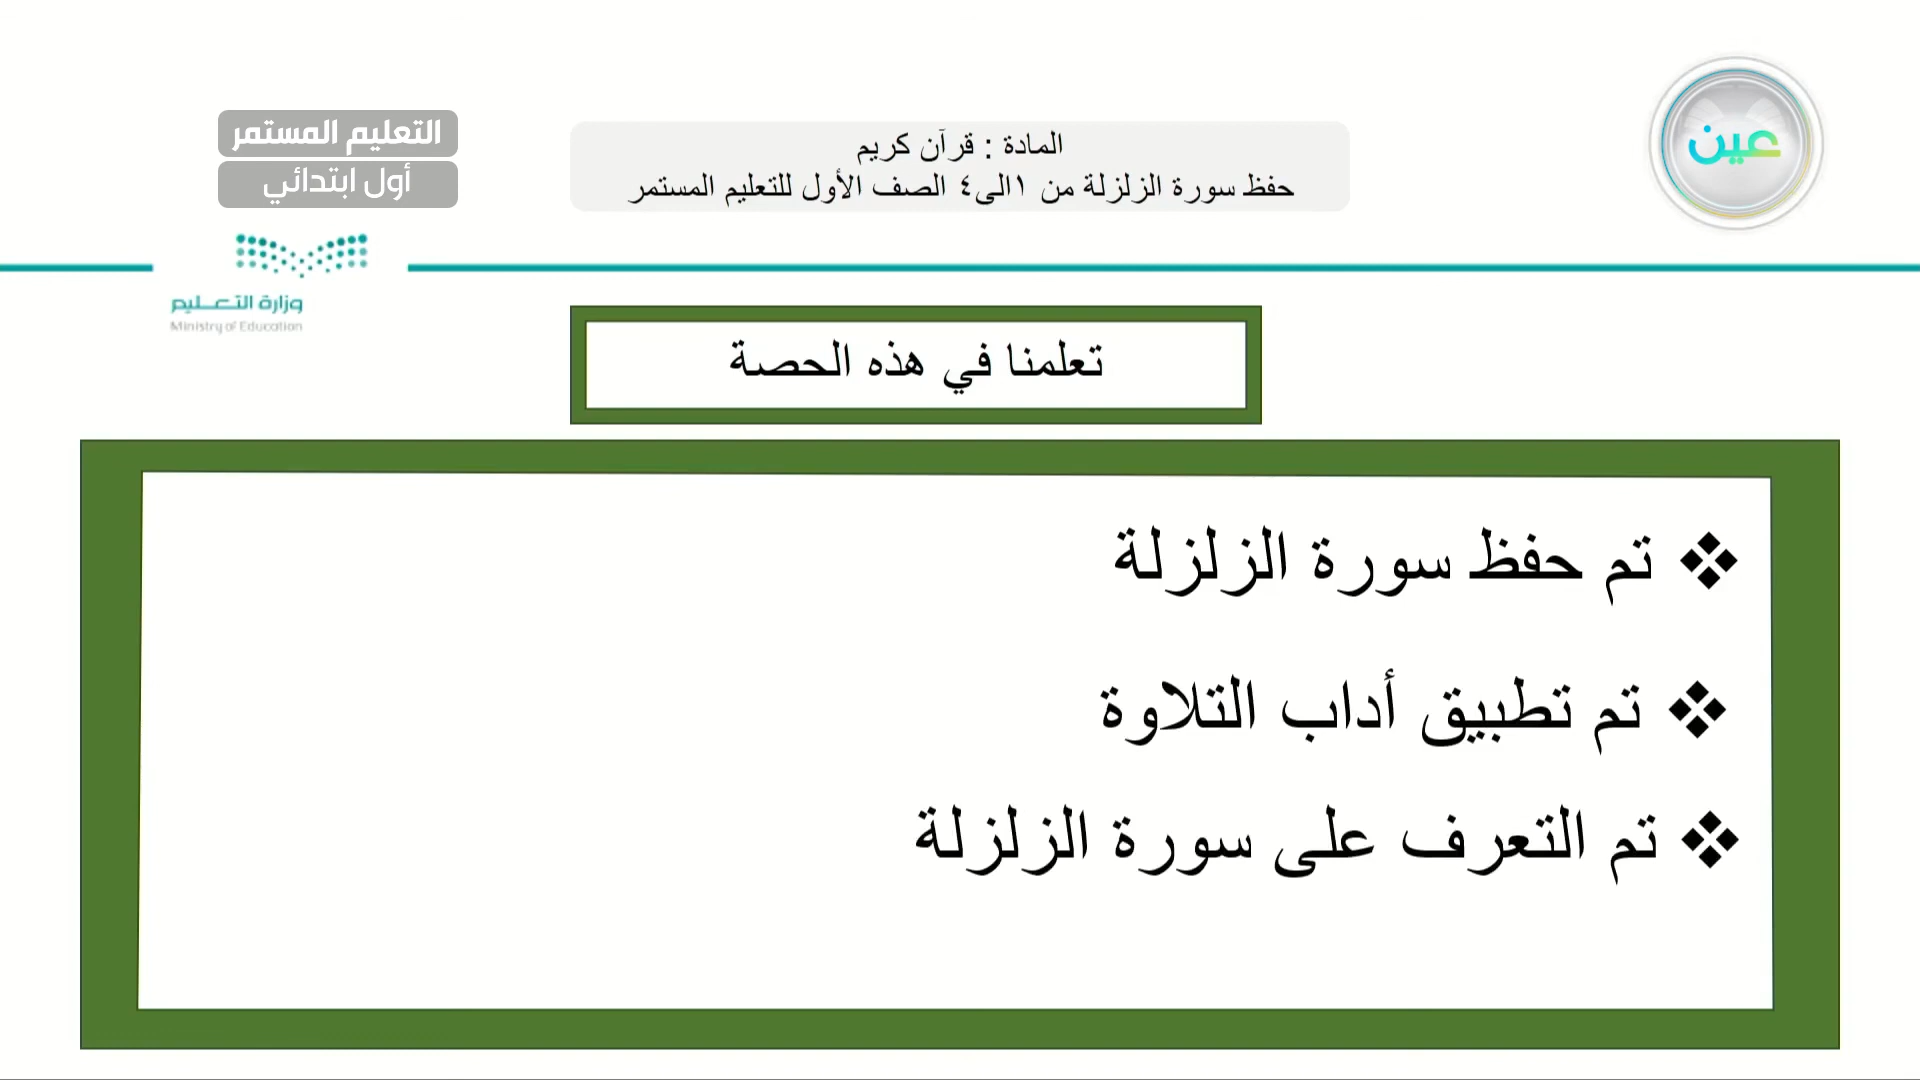 عين
المادة : قرآن كريم
حفظ سورة الزلزلة من ١الى٤ الصف الأول للتعليم المستمر
التعليم المستمر
أول ابتدائي
وزارة التعـليم
Ministry of Education
تعلمنا في هذه الحصة
❖ تم حفظ سورة الزلزلة
❖ تم تطبيق أداب التلاوة
❖ تم التعرف على سورة الزلزلة